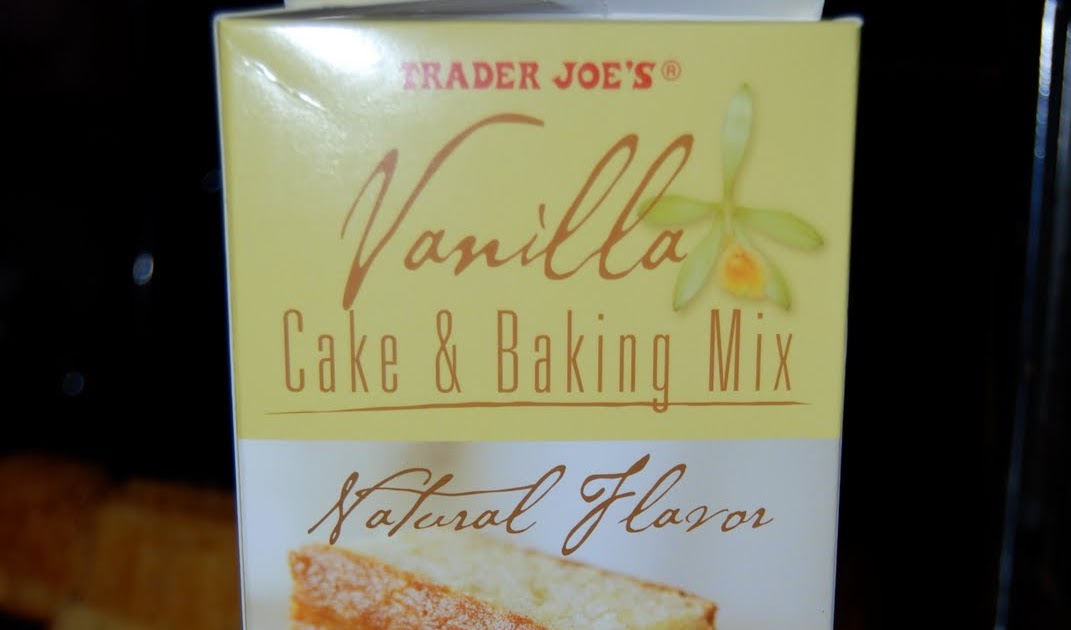 TRADER JOE'S®
Vanilla
Cake & Baking Mix
Natural Flavor